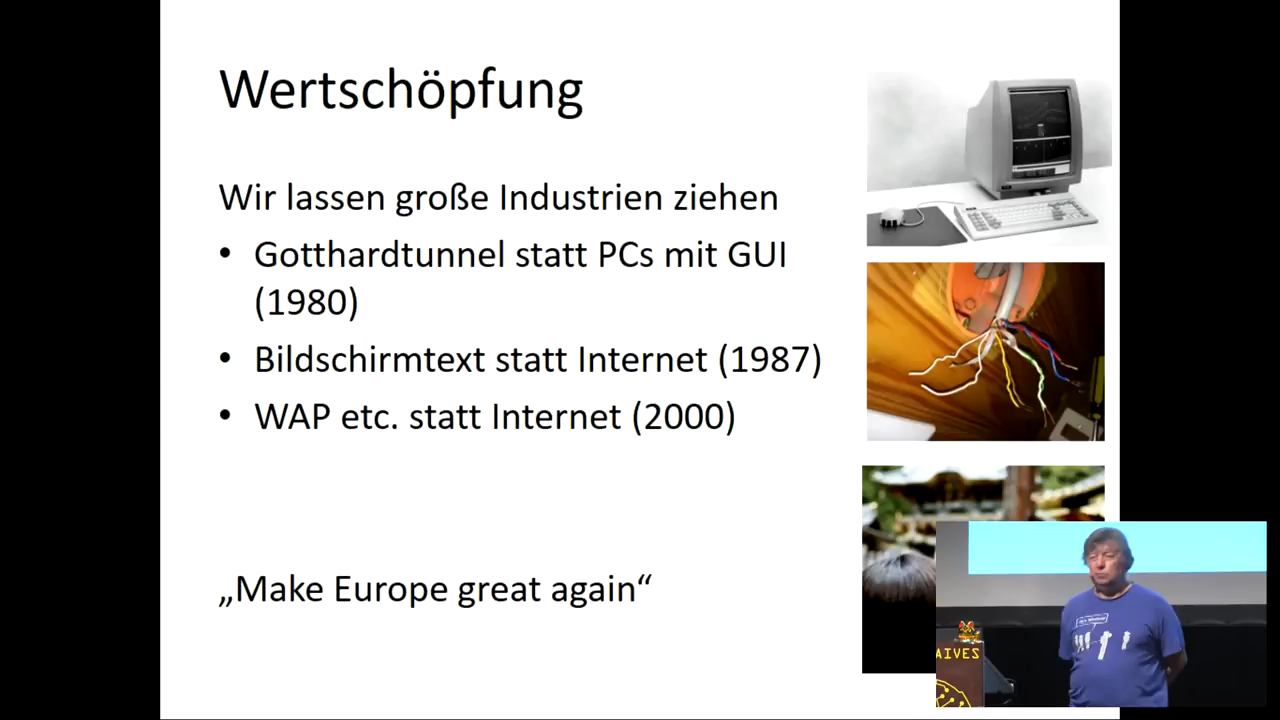 Wertschöpfung
Wir lassen große Industrien ziehen
• Gotthardtunnel statt PCs mit GUI
(1980)
• Bildschirmtext statt Internet (1987)
• WAP etc. statt Internet (2000)
„Make Europe great again“
AIVES